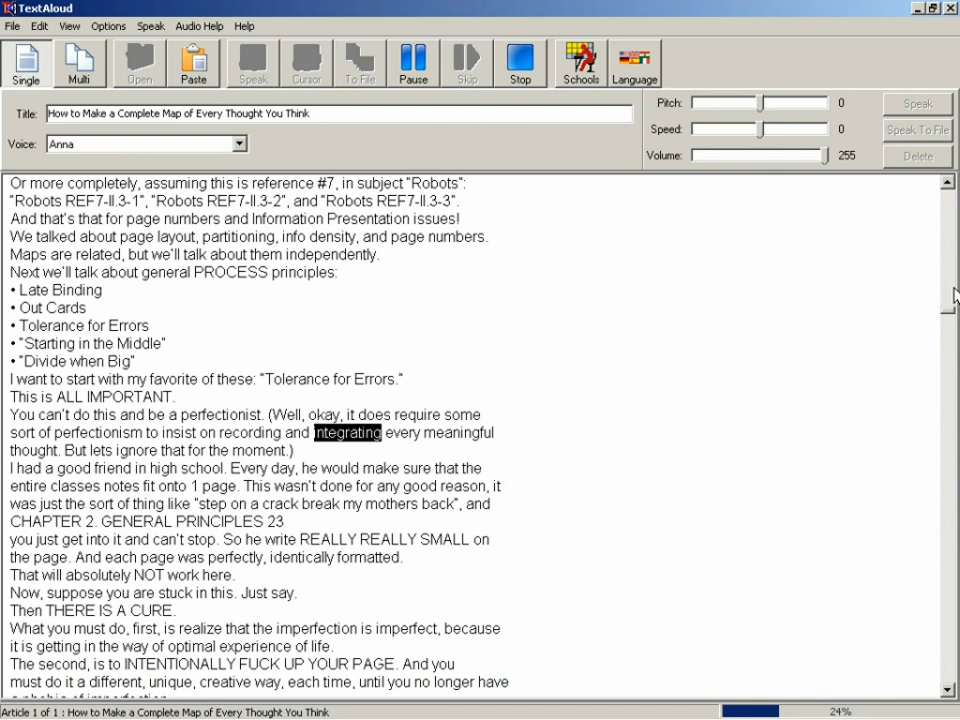 TextAloud
File Edit View Options Speak Audio Help Help
Single Multi Open Paste Speak Cursor To File Pause Skip Stop Schools Language
Title: How to Make a Complete Map of Every Thought You Think
Voice: Anna
Pitch: 0 Speak
Speed: 0 Speak To File
Volume: 255 Delete
Or more completely, assuming this is reference #7, in subject "Robots":
"Robots REF7-II.3-1", "Robots REF7-II.3-2", and "Robots REF7-II.3-3".
And that's that for page numbers and Information Presentation issues!
We talked about page layout, partitioning, info density, and page numbers.
Maps are related, but we'll talk about them independently.
Next we'll talk about general PROCESS principles:
• Late Binding
• Out Cards
• Tolerance for Errors
• "Starting in the Middle"
• "Divide when Big"
I want to start with my favorite of these: "Tolerance for Errors."
This is ALL IMPORTANT.
You can't do this and be a perfectionist. (Well, okay, it does require some
sort of perfectionism to insist on recording and integrating every meaningful
thought. But lets ignore that for the moment.)
I had a good friend in high school. Every day, he would make sure that the
entire classes notes fit onto 1 page. This wasn't done for any good reason, it
was just the sort of thing like "step on a crack break my mothers back", and
CHAPTER 2. GENERAL PRINCIPLES 23
you just get into it and can't stop. So he write REALLY REALLY SMALL on
the page. And each page was perfectly, identically formatted.
That will absolutely NOT work here.
Now, suppose you are stuck in this. Just say.
Then THERE IS A CURE.
What you must do, first, is realize that the imperfection is imperfect, because
it is getting in the way of optimal experience of life.
The second, is to INTENTIONALLY FUCK UP YOUR PAGE. And you
must do it a different, unique, creative way, each time, until you no longer have
a phobia of imperfection.
Article 1 of 1 : How to Make a Complete Map of Every Thought You Think 24%